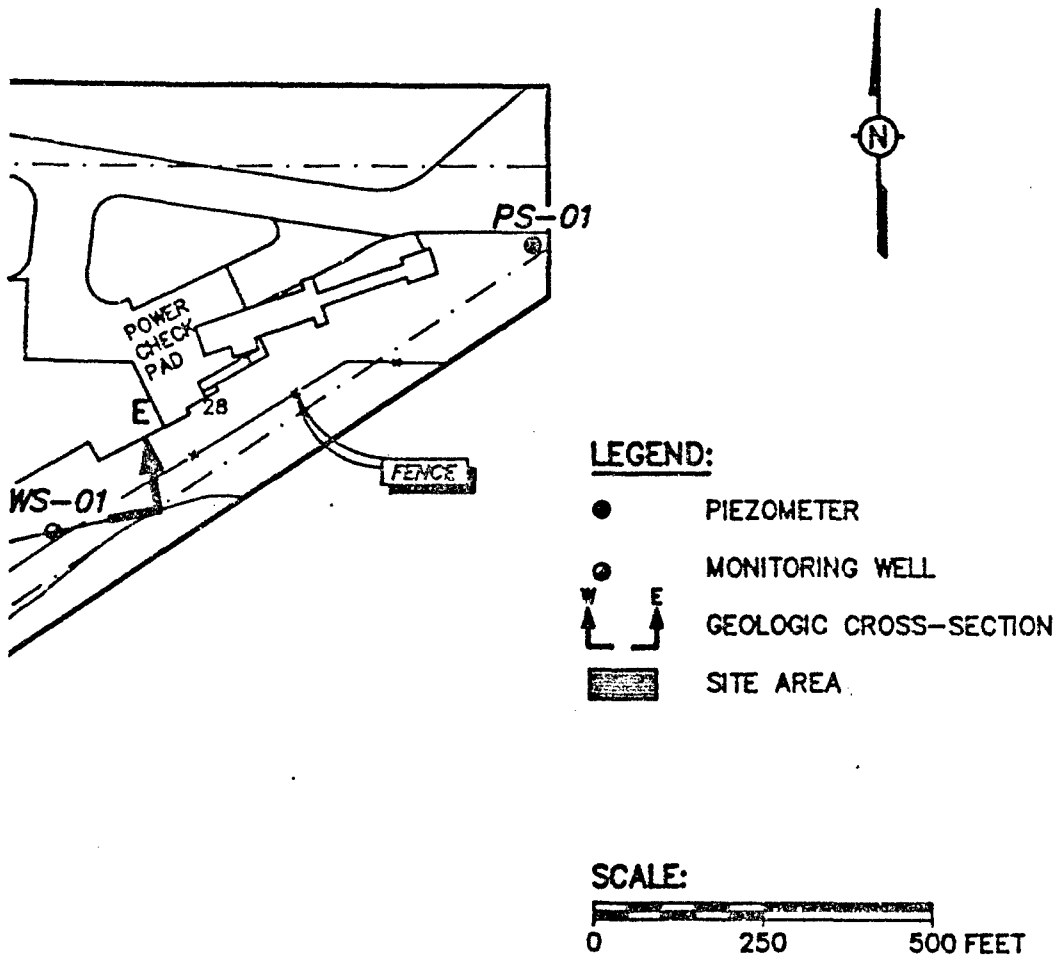 N
PS-01
POWER
CHECK
PAD
E
28
FENCE
WS-01
LEGEND:
PIEZOMETER
MONITORING WELL
W E
GEOLOGIC CROSS-SECTION
SITE AREA
SCALE:
0 250 500 FEET